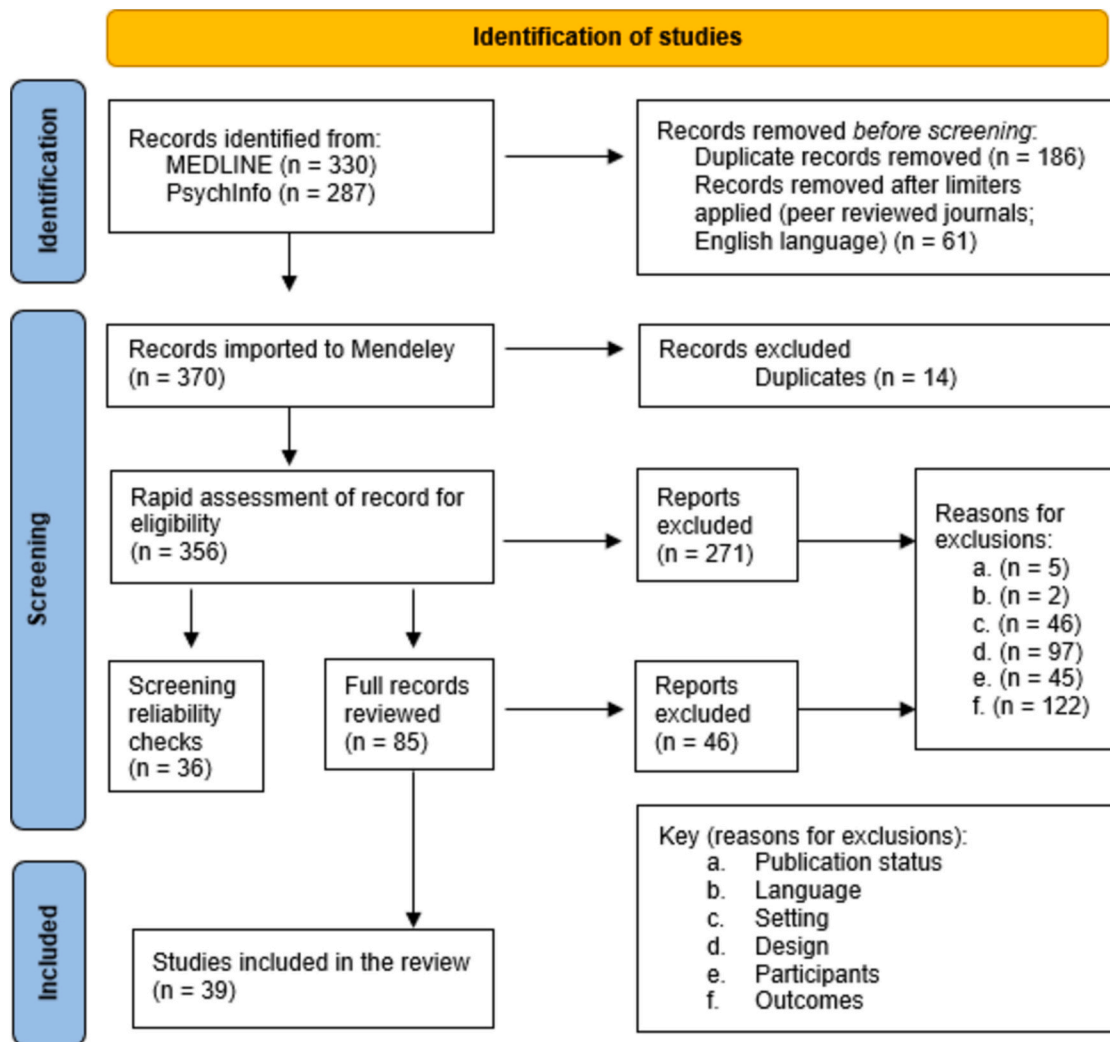 Identification of studies
Identification
Records identified from:
MEDLINE (n = 330)
PsychInfo (n = 287)
Records removed before screening:
Duplicate records removed (n = 186)
Records removed after limiters
applied (peer reviewed journals;
English language) (n = 61)
Screening
Records imported to Mendeley
(n = 370)
Records excluded
Duplicates (n = 14)
Rapid assessment of record for
eligibility
(n = 356)
Reports
excluded
(n = 271)
Reasons for
exclusions:
a. (n = 5)
b. (n = 2)
c. (n = 46)
d. (n = 97)
e. (n = 45)
f. (n = 122)
Screening
reliability
checks
(n = 36)
Full records
reviewed
(n = 85)
Reports
excluded
(n = 46)
Key (reasons for exclusions):
a. Publication status
b. Language
c. Setting
d. Design
e. Participants
f. Outcomes
Included
Studies included in the review
(n = 39)